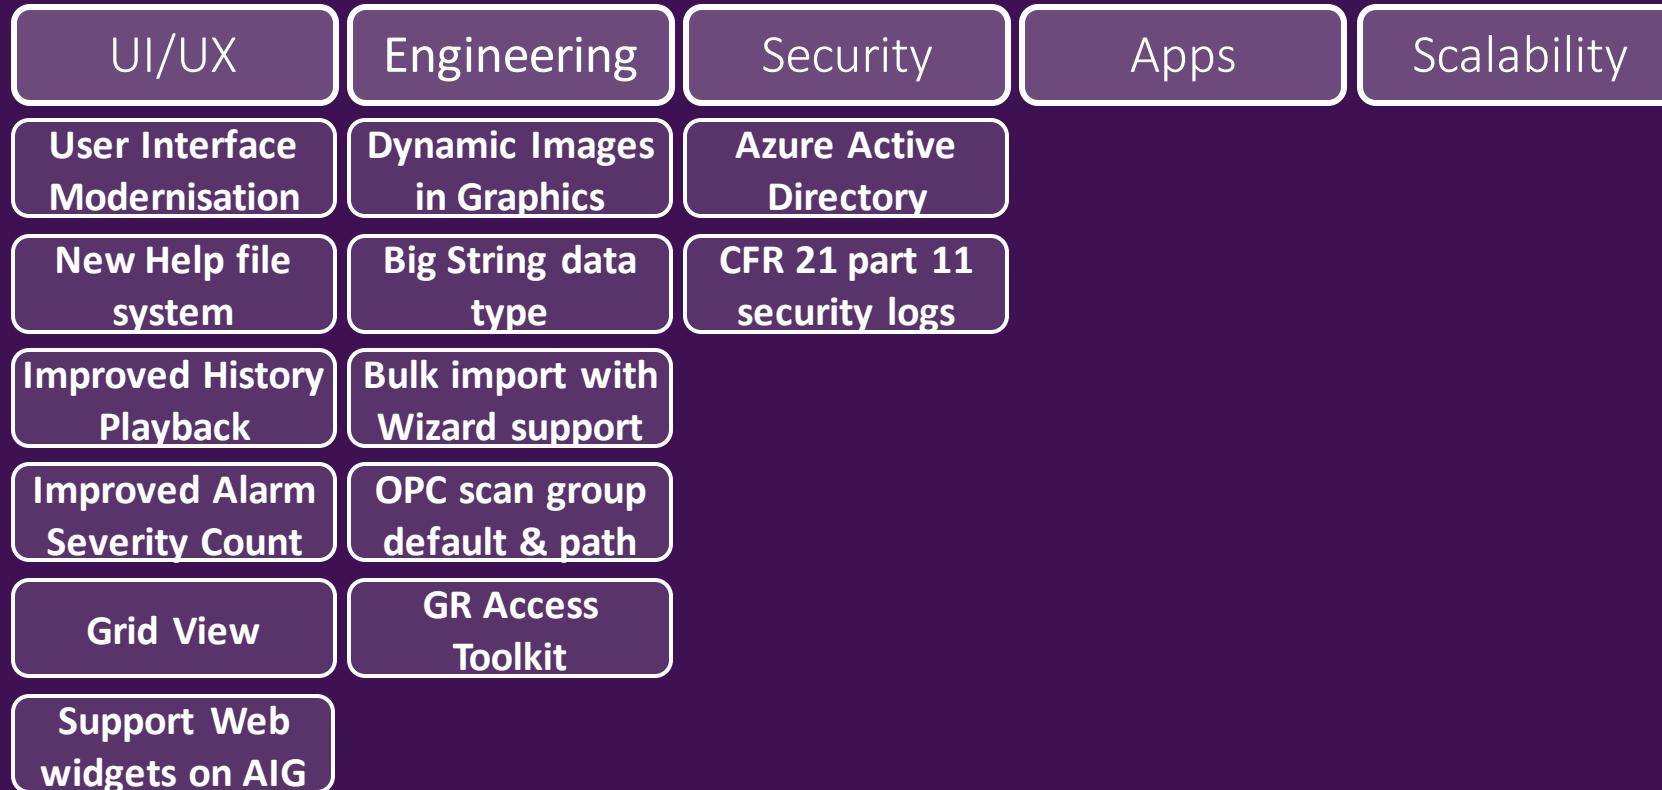 UI/UX
Engineering
Security
Apps
Scalability
User Interface
Modernisation
Dynamic Images
in Graphics
Azure Active
Directory
New Help file
system
Big String data
type
CFR 21 part 11
security logs
Improved History
Playback
Bulk import with
Wizard support
Improved Alarm
Severity Count
OPC scan group
default & path
Grid View
GR Access
Toolkit
Support Web
widgets on AIG